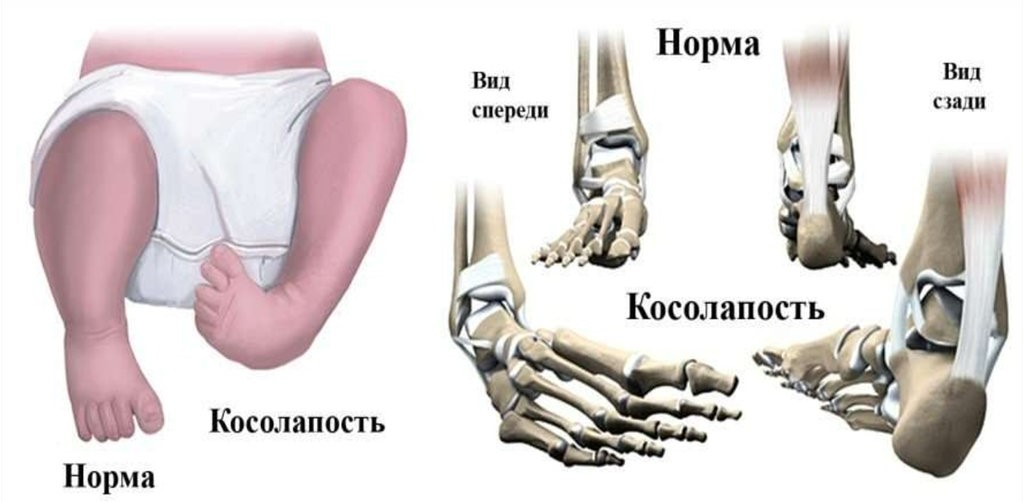 Норма
Вид
спереди
Вид
сзади
Косолапость
Косолапость
Норма